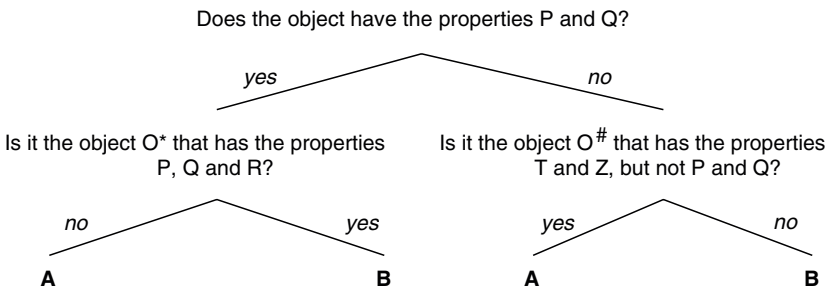 Does the object have the properties P and Q?
yes
no
Is it the object O* that has the properties
P, Q and R?
Is it the object O# that has the properties
T and Z, but not P and Q?
no
yes
yes
no
A
B
A
B